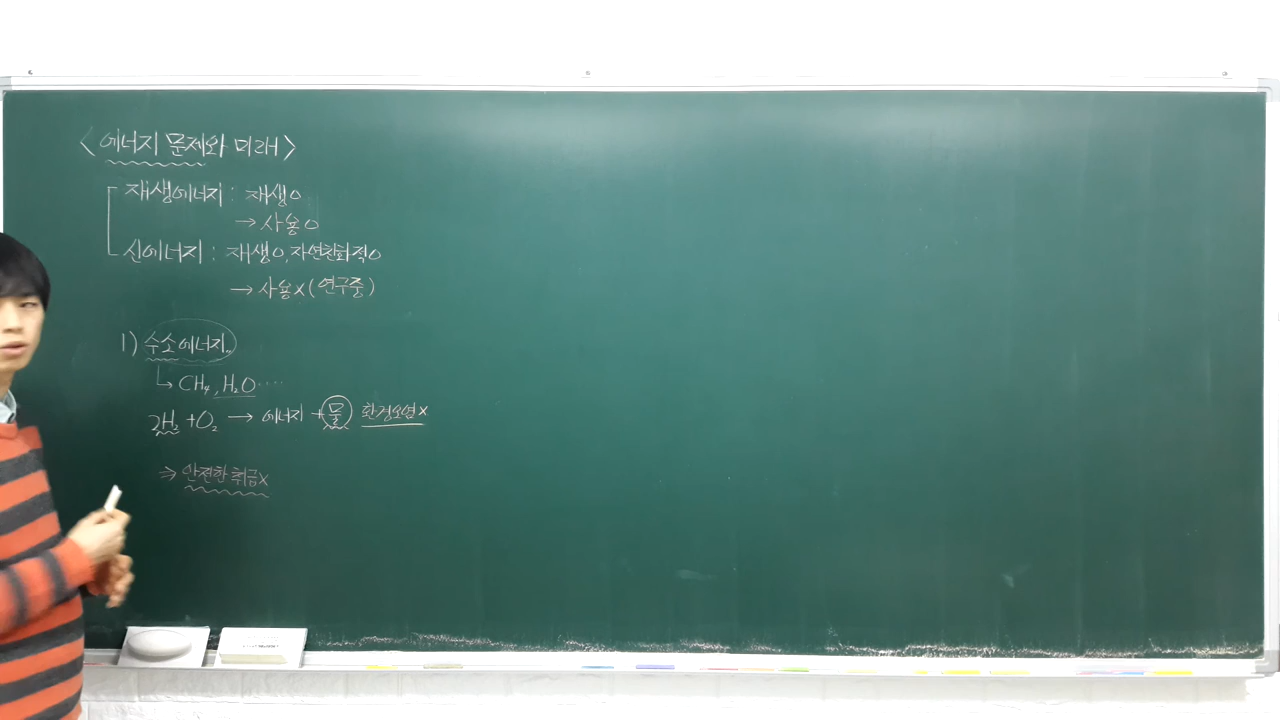 <에너지 문제와 미래>
재생에너지 : 재생○
→ 사용○
신에너지 : 재생○, 자연친화적○
→ 사용×(연구중)
1) 수소에너지
↳ CH₄, H₂O....
2H₂ + O₂ → 에너지 + 물 환경오염×
⇒ 안전한 취급×